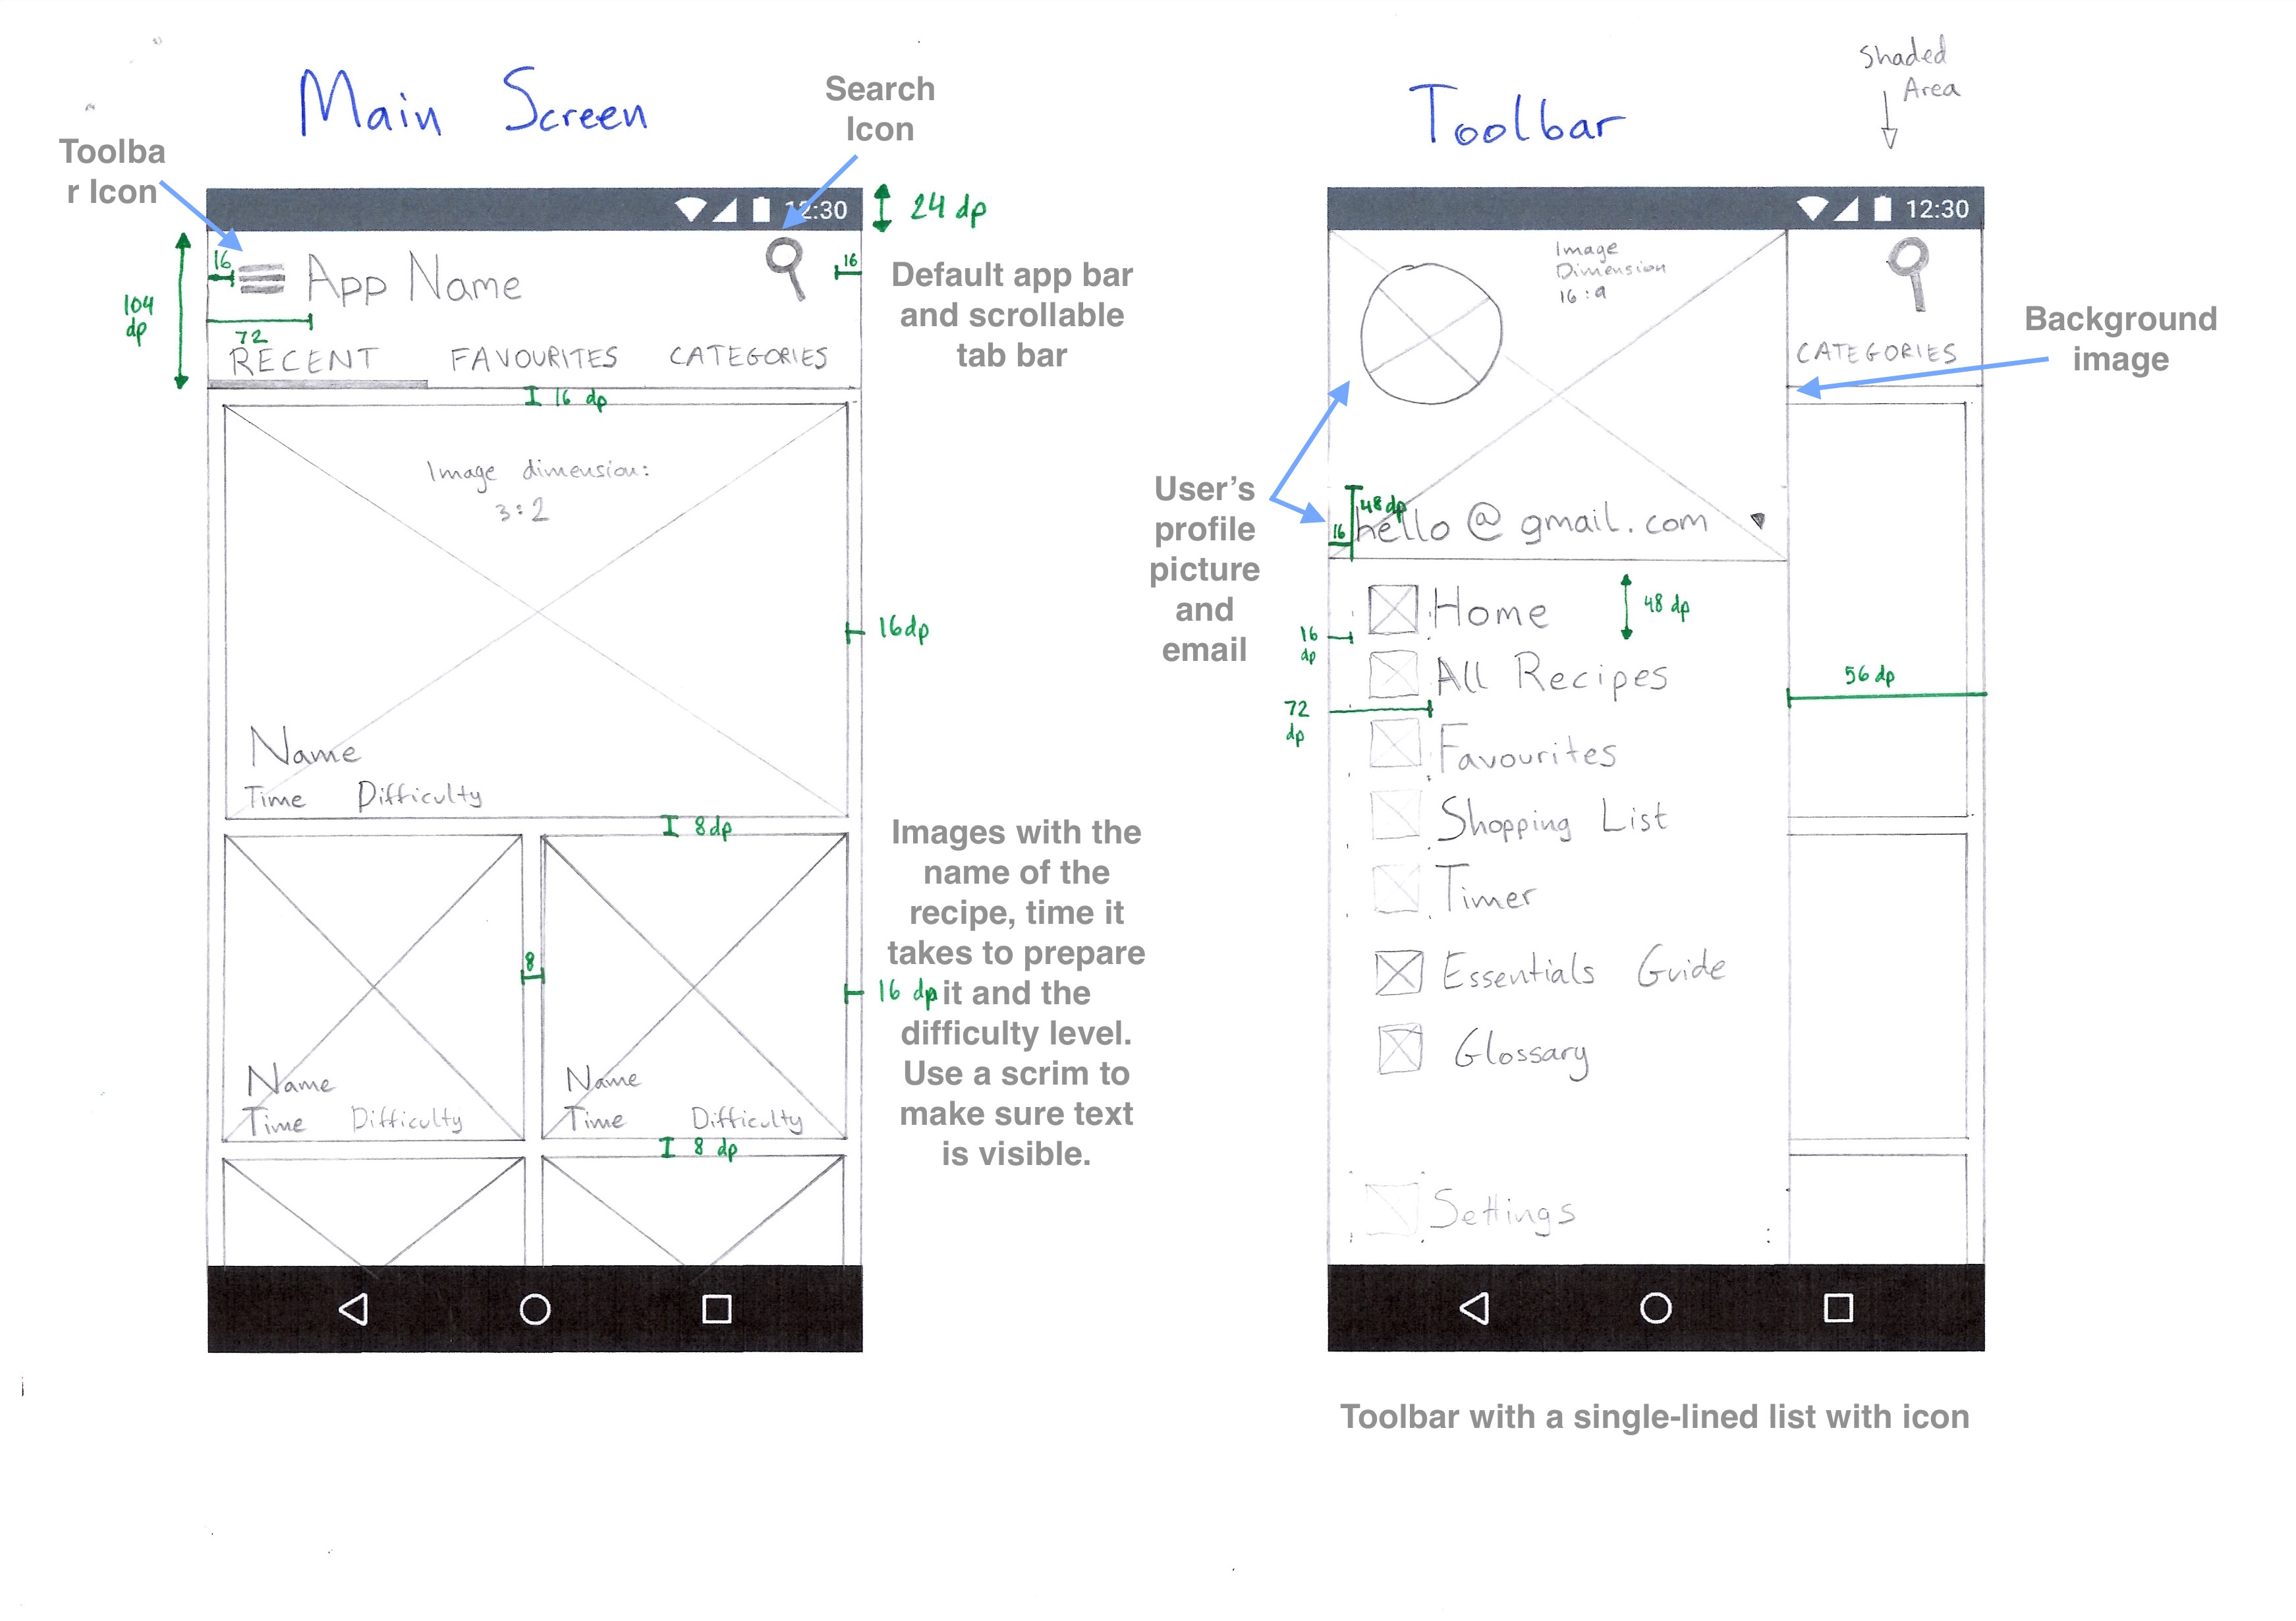 Main Screen
Search
Icon
Toolba
r Icon
12:30
24 dp
16
App Name
16
104
dp
72
RECENT
FAVOURITES
CATEGORIES
Default app bar
and scrollable
tab bar
16 dp
Image dimension:
3:2
16dp
Name
Time Difficulty
8dp
Images with the
name of the
recipe, time it
takes to prepare
it and the
difficulty level.
Use a scrim to
make sure text
is visible.
8
16 dp
Name
Time Difficulty
Name
Time Difficulty
8 dp
Toolbar
Shaded
Area
12:30
Image
Dimension
16:9
CATEGORIES
Background
image
User's
profile
picture
and
email
48dp
16
hello @ gmail.com
Home
48 dp
16
dp
All Recipes
56 dp
72
dp
Favourites
Shopping List
Timer
Essentials Guide
Glossary
Settings
Toolbar with a single-lined list with icon